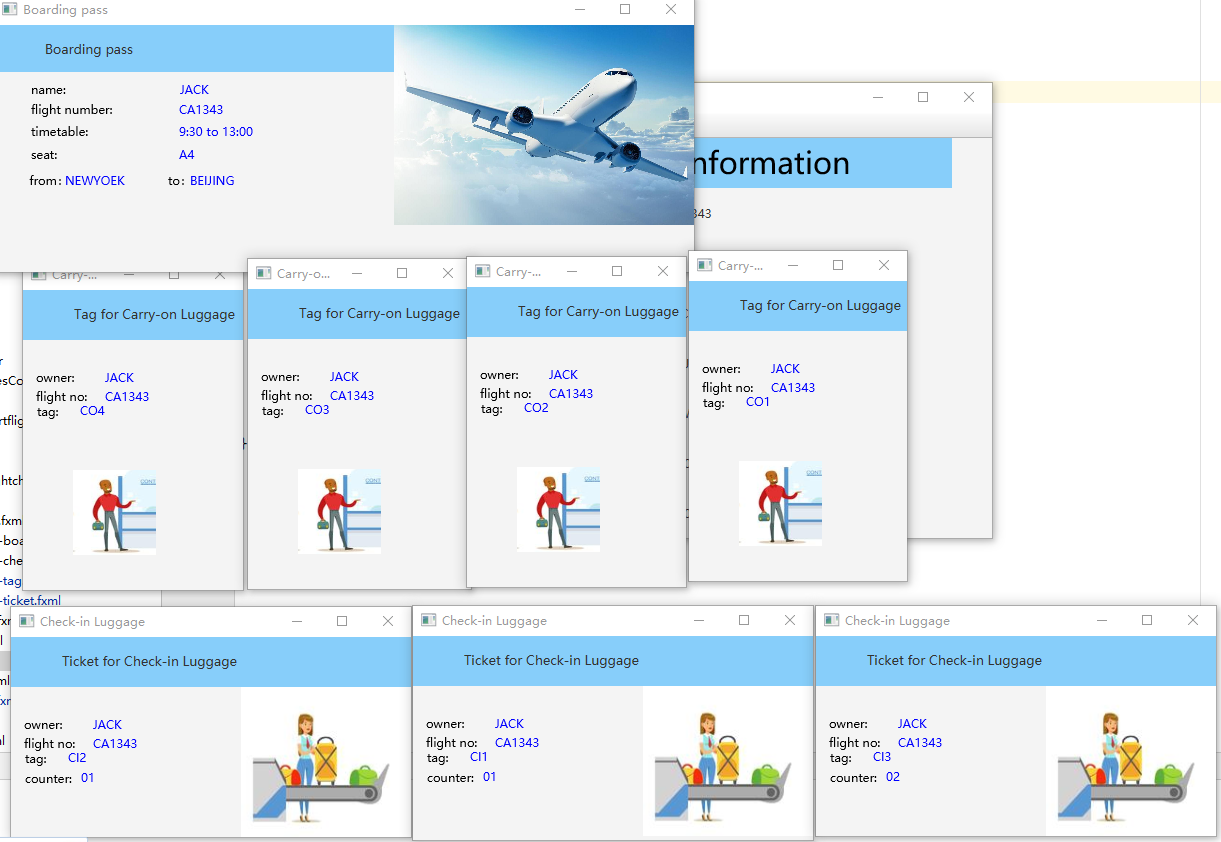 Boarding pass
Boarding pass
name: JACK
flight number: CA1343
timetable: 9:30 to 13:00
seat: A4
from: NEWYOEK to: BEIJING
nformation
343
Carry-...
Tag for Carry-on Luggage
owner: JACK
flight no: CA1343
tag: CO4
Carry-o...
Tag for Carry-on Luggage
owner: JACK
flight no: CA1343
tag: CO3
Carry-...
Tag for Carry-on Luggage
owner: JACK
flight no: CA1343
tag: CO2
Carry-...
Tag for Carry-on Luggage
owner: JACK
flight no: CA1343
tag: CO1
r
esCo
rtflig
htch
.fxm
-boa
-che
-tag
-ticket.fxml
Check-in Luggage
Ticket for Check-in Luggage
owner: JACK
flight no: CA1343
tag: CI2
counter: 01
Check-in Luggage
Ticket for Check-in Luggage
owner: JACK
flight no: CA1343
tag: CI1
counter: 01
Check-in Luggage
Ticket for Check-in Luggage
owner: JACK
flight no: CA1343
tag: CI3
counter: 02